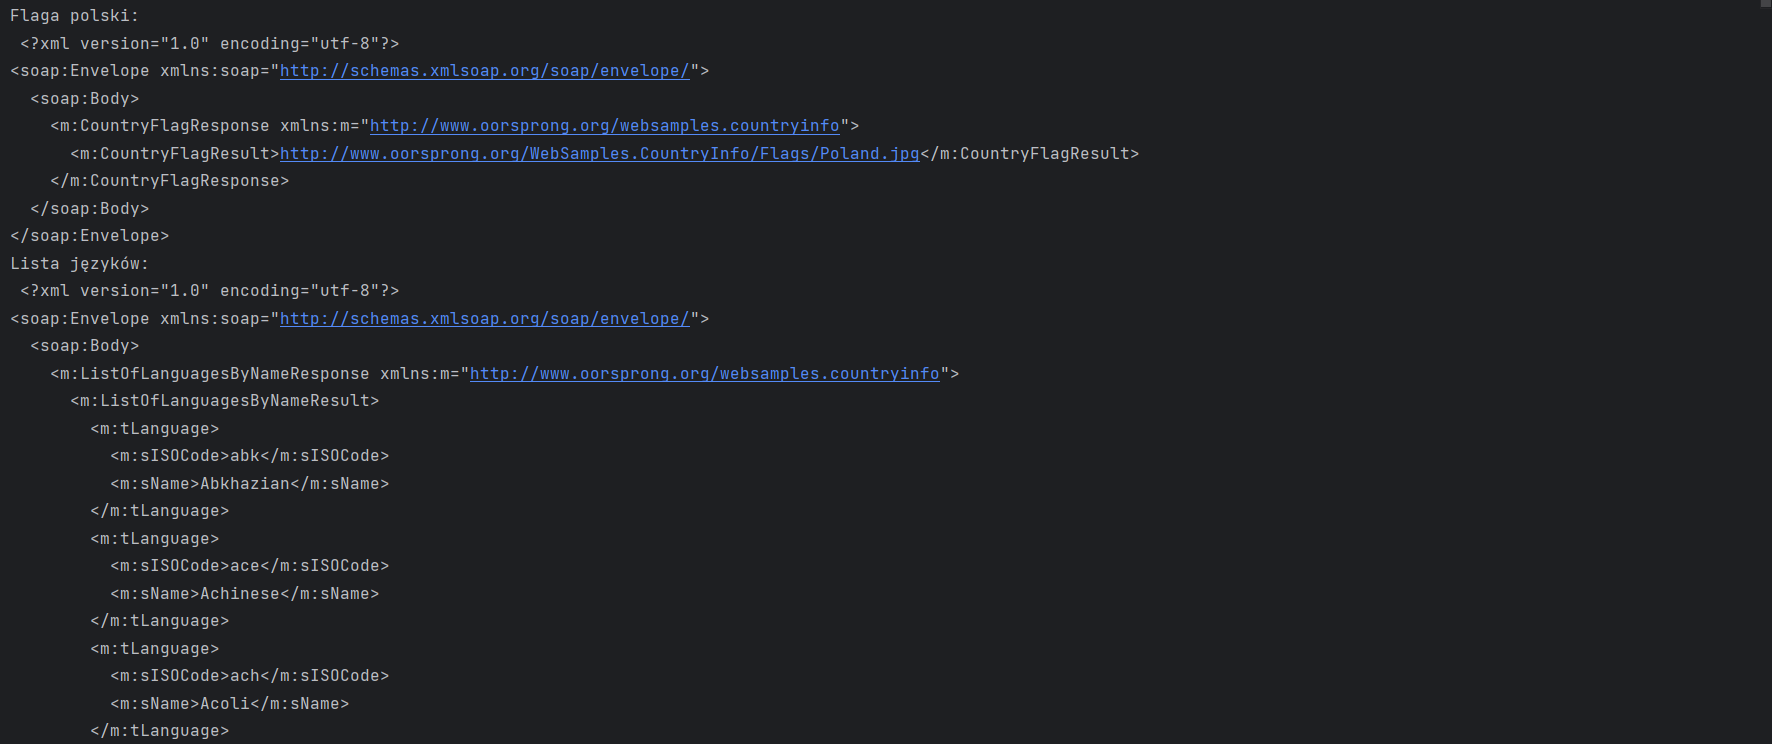 Flaga polski:
 <?xml version="1.0" encoding="utf-8"?>
<soap:Envelope xmlns:soap="http://schemas.xmlsoap.org/soap/envelope/">
  <soap:Body>
    <m:CountryFlagResponse xmlns:m="http://www.oorsprong.org/websamples.countryinfo">
      <m:CountryFlagResult>http://www.oorsprong.org/WebSamples.CountryInfo/Flags/Poland.jpg</m:CountryFlagResult>
    </m:CountryFlagResponse>
  </soap:Body>
</soap:Envelope>
Lista języków:
 <?xml version="1.0" encoding="utf-8"?>
<soap:Envelope xmlns:soap="http://schemas.xmlsoap.org/soap/envelope/">
  <soap:Body>
    <m:ListOfLanguagesByNameResponse xmlns:m="http://www.oorsprong.org/websamples.countryinfo">
      <m:ListOfLanguagesByNameResult>
        <m:tLanguage>
          <m:sISOCode>abk</m:sISOCode>
          <m:sName>Abkhazian</m:sName>
        </m:tLanguage>
        <m:tLanguage>
          <m:sISOCode>ace</m:sISOCode>
          <m:sName>Achinese</m:sName>
        </m:tLanguage>
        <m:tLanguage>
          <m:sISOCode>ach</m:sISOCode>
          <m:sName>Acoli</m:sName>
        </m:tLanguage>